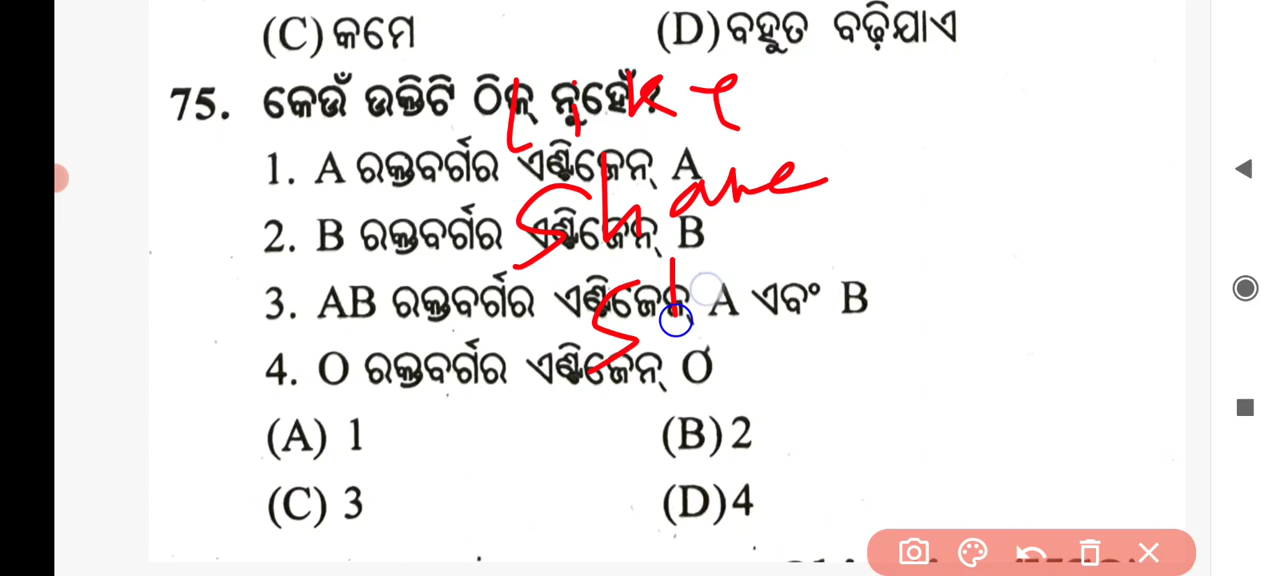 (C) କମେ (D) ବହୁତ ବଢ଼ିଯାଏ
75. କେଉଁ ଉକ୍ତିଟି ଠିକ୍ ନୁହେଁ ?
Like
1. A ରକ୍ତବର୍ଗର ଏଣ୍ଟିଜେନ୍ A
Share
2. B ରକ୍ତବର୍ଗର ଏଣ୍ଟିଜେନ୍ B
3. AB ରକ୍ତବର୍ଗର ଏଣ୍ଟିଜେନ୍ A ଏବଂ B
4. O ରକ୍ତବର୍ଗର ଏଣ୍ଟିଜେନ୍ O
(A) 1 (B) 2
(C) 3 (D) 4